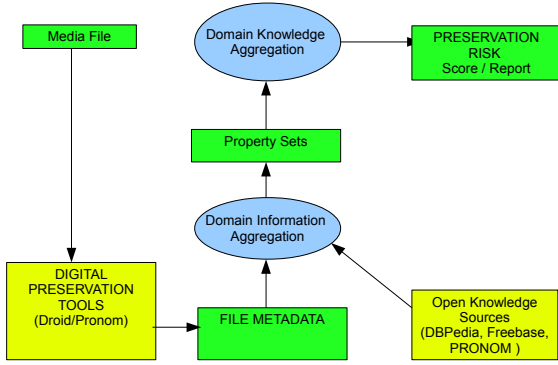 Media File
Domain Knowledge
Aggregation
PRESERVATION
RISK
Score / Report
Property Sets
Domain Information
Aggregation
DIGITAL
PRESERVATION
TOOLS
(Droid/Pronom)
FILE METADATA
Open Knowledge
Sources
(DBPedia, Freebase,
PRONOM )